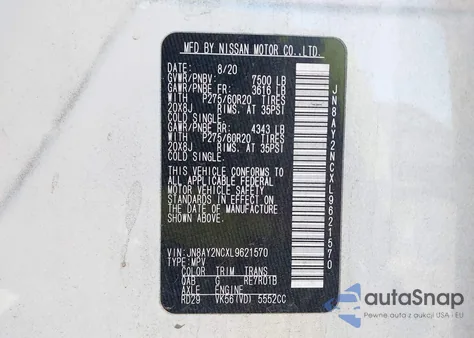 MFD BY NISSAN MOTOR CO.,LTD.
DATE: 8/20
GVWR/PNBV: 7500 LB
GAWR/PNBE FR: 3616 LB
WITH P275/60R20 TIRES
20X8J RIMS, AT 35PSI
COLD SINGLE.
GAWR/PNBE RR: 4343 LB
WITH P275/60R20 TIRES
20X8J RIMS, AT 35PSI
COLD SINGLE.
THIS VEHICLE CONFORMS TO
ALL APPLICABLE FEDERAL
MOTOR VEHICLE SAFETY
STANDARDS IN EFFECT ON
THE DATE OF MANUFACTURE
SHOWN ABOVE.
VIN: JN8AY2NCXL9621570
TYPE: MPV
COLOR TRIM TRANS
QAB G RE7R01B
AXLE ENGINE
RD29 VK56(VD) 5552CC
JN8AY2NCXL9621570
autoSnap
Pewne auta z aukcji USA i EU